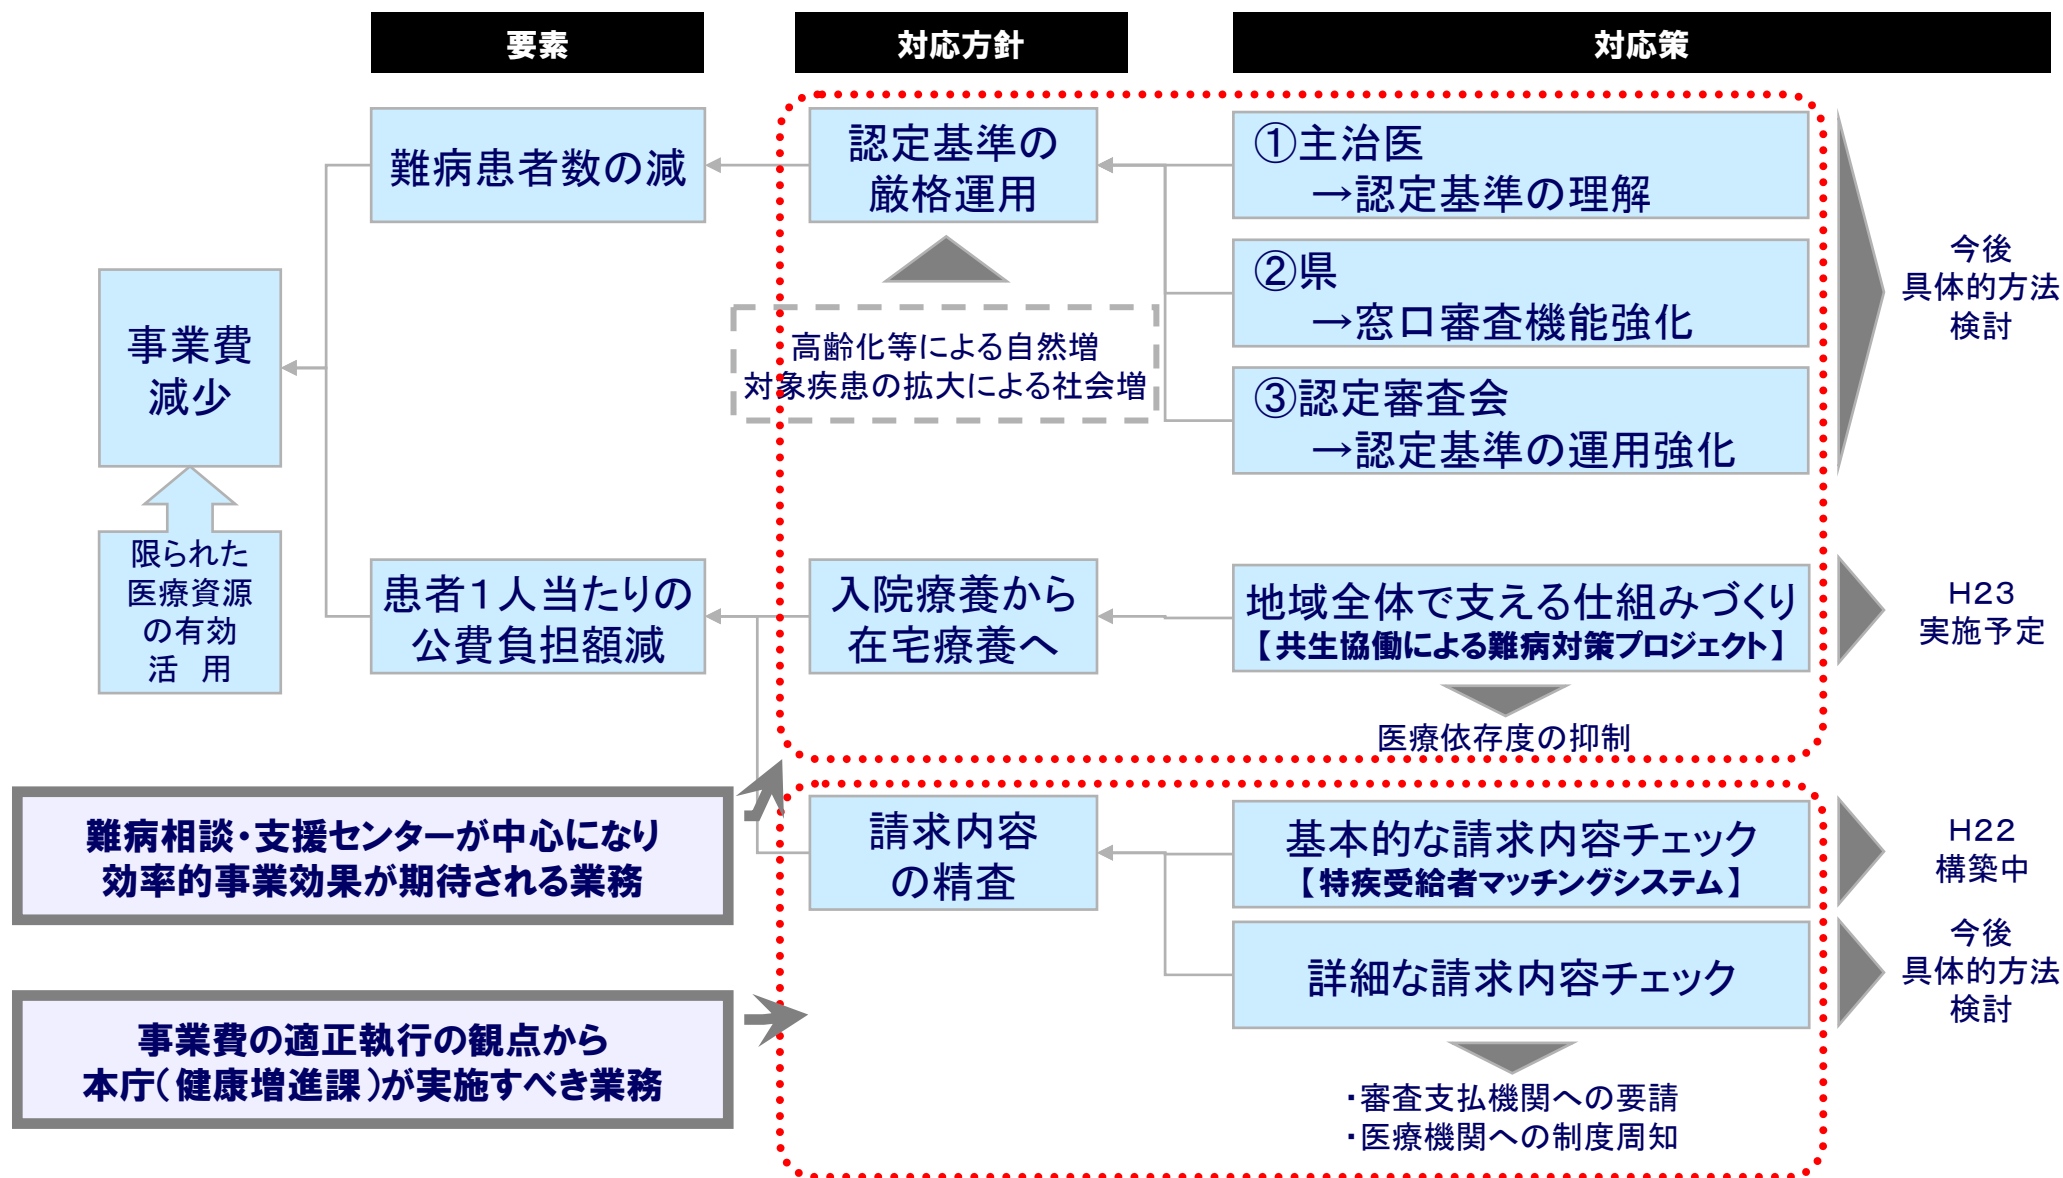 要素
対応方針
対応策
難病患者数の減
認定基準の
厳格運用
①主治医
→認定基準の理解
②県
→窓口審査機能強化
③認定審査会
→認定基準の運用強化
今後
具体的方法
検討
高齢化等による自然増
対象疾患の拡大による社会増
事業費
減少
限られた
医療資源
の有効
活　用
患者１人当たりの
公費負担額減
入院療養から
在宅療養へ
地域全体で支える仕組みづくり
【共生協働による難病対策プロジェクト】
H23
実施予定
医療依存度の抑制
難病相談・支援センターが中心になり
効率的事業効果が期待される業務
請求内容
の精査
基本的な請求内容チェック
【特疾受給者マッチングシステム】
H22
構築中
詳細な請求内容チェック
今後
具体的方法
検討
事業費の適正執行の観点から
本庁（健康増進課）が実施すべき業務
・審査支払機関への要請
・医療機関への制度周知